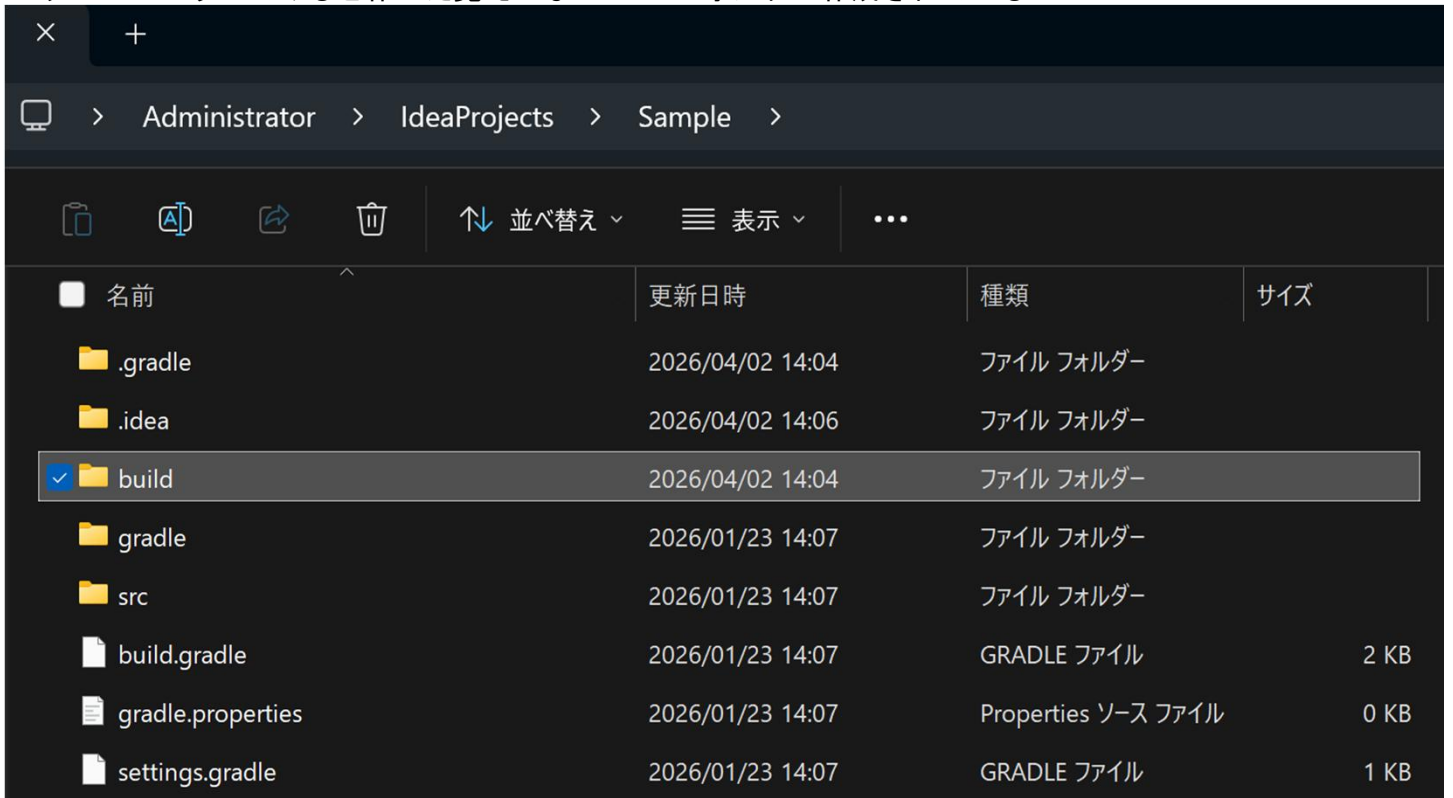 Administrator > IdeaProjects > Sample >
並べ替え 表示
名前 更新日時 種類 サイズ
.gradle 2026/04/02 14:04 ファイル フォルダー
.idea 2026/04/02 14:06 ファイル フォルダー
build 2026/04/02 14:04 ファイル フォルダー
gradle 2026/01/23 14:07 ファイル フォルダー
src 2026/01/23 14:07 ファイル フォルダー
build.gradle 2026/01/23 14:07 GRADLE ファイル 2 KB
gradle.properties 2026/01/23 14:07 Properties ソース ファイル 0 KB
settings.gradle 2026/01/23 14:07 GRADLE ファイル 1 KB